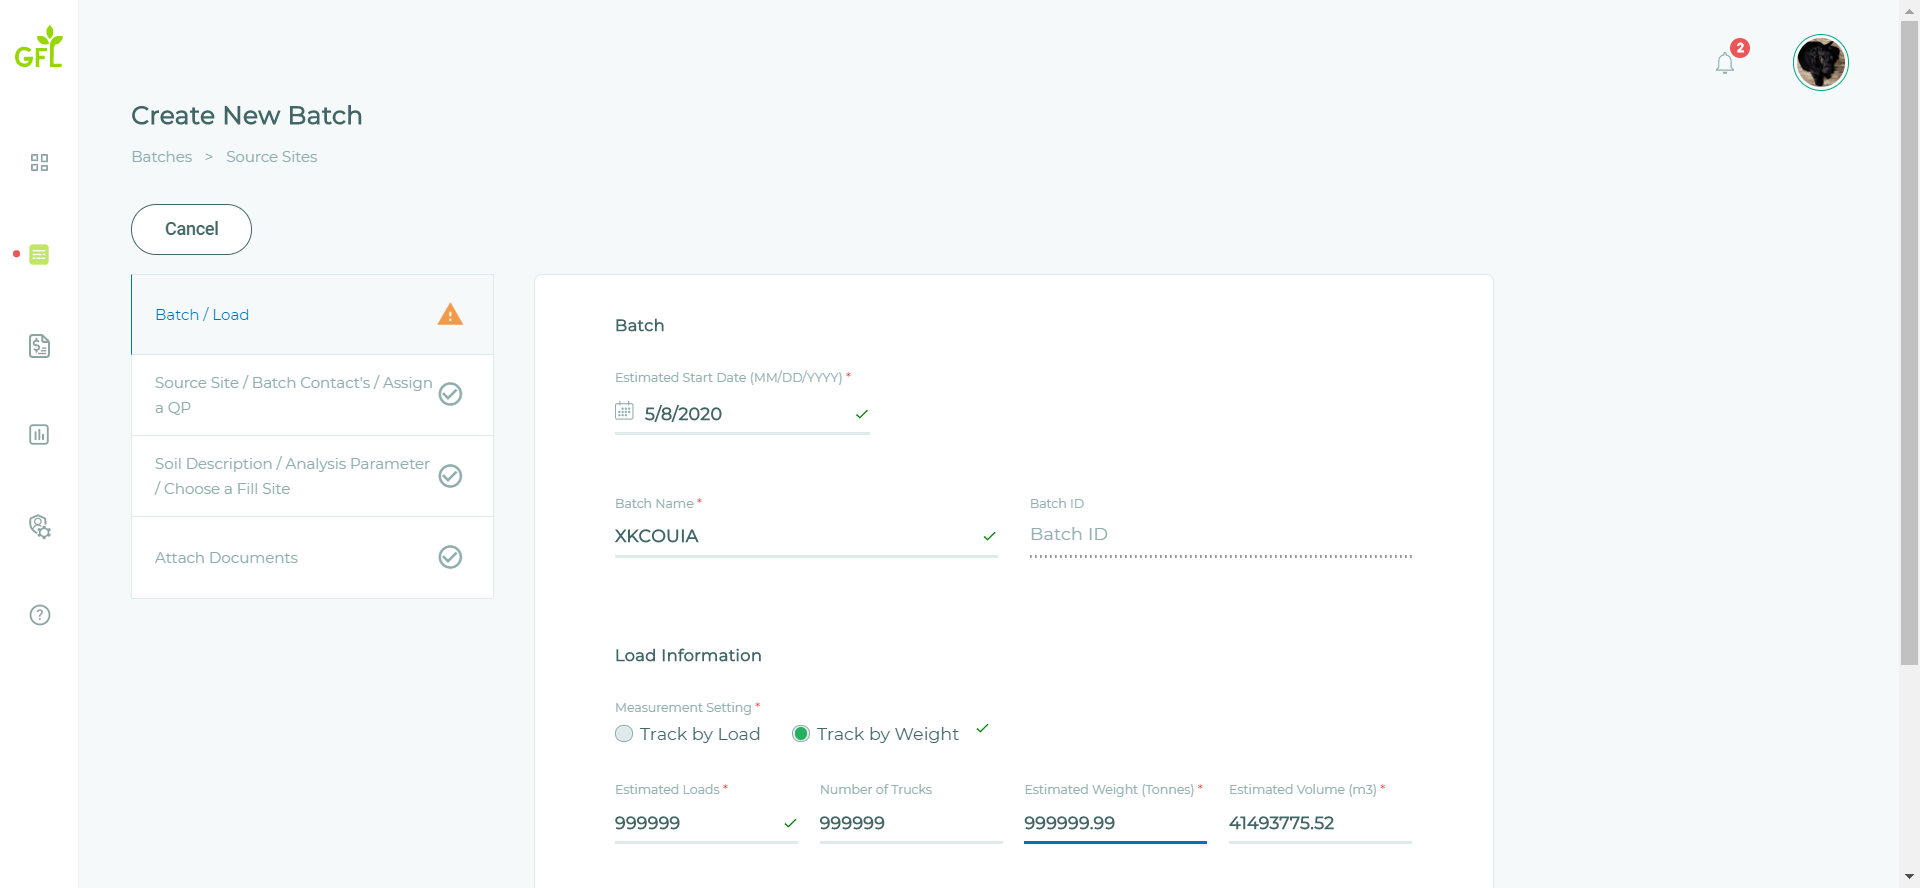 GFL
2
Create New Batch
Batches > Source Sites
Cancel
Batch / Load
Source Site / Batch Contact's / Assign
a QP
Soil Description / Analysis Parameter
/ Choose a Fill Site
Attach Documents
Batch
Estimated Start Date (MM/DD/YYYY) *
5/8/2020
Batch Name *
Batch ID
XKCOUIA
Batch ID
Load Information
Measurement Setting *
Track by Load
Track by Weight
Estimated Loads *
Number of Trucks
Estimated Weight (Tonnes) *
Estimated Volume (m3) *
999999
999999
999999.99
41493775.52